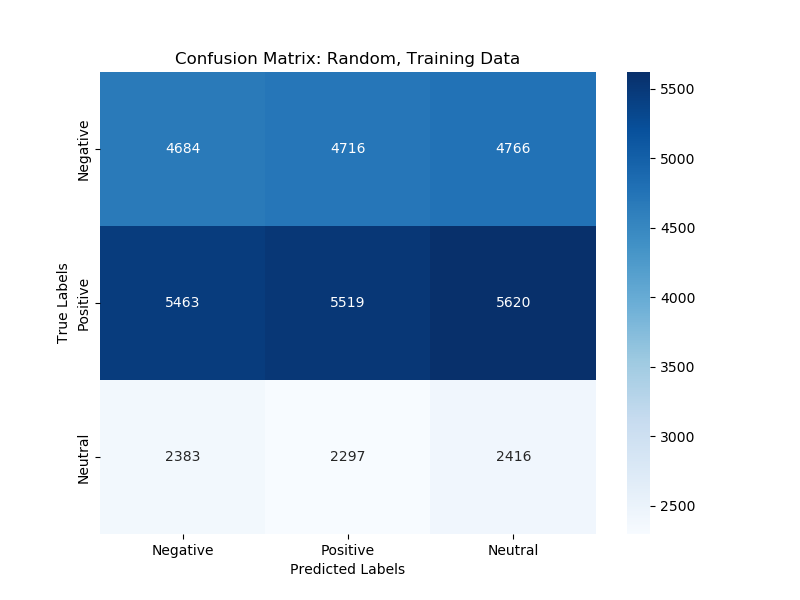 Confusion Matrix: Random, Training Data
True Labels
Negative
4684 4716 4766
Positive
5463 5519 5620
Neutral
2383 2297 2416
Negative Positive Neutral
Predicted Labels
5500
5000
4500
4000
3500
3000
2500